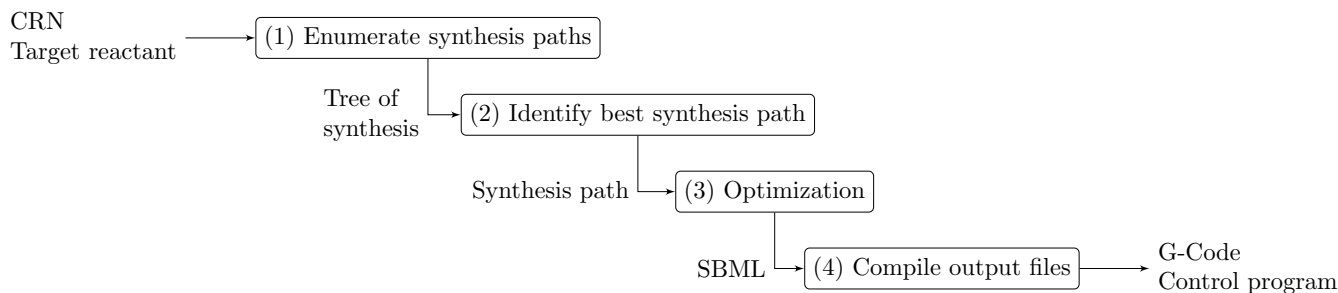 CRN
Target reactant
(1) Enumerate synthesis paths
Tree of
synthesis
(2) Identify best synthesis path
Synthesis path
(3) Optimization
SBML
(4) Compile output files
G-Code
Control program